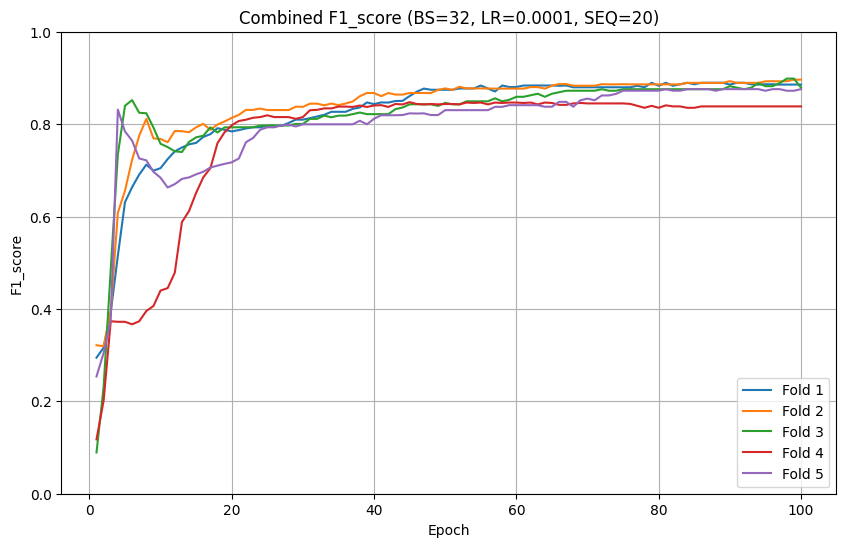 Combined F1_score (BS=32, LR=0.0001, SEQ=20)
F1_score
1.0
0.8
0.6
0.4
0.2
0.0
0 20 40 60 80 100
Epoch
Fold 1
Fold 2
Fold 3
Fold 4
Fold 5